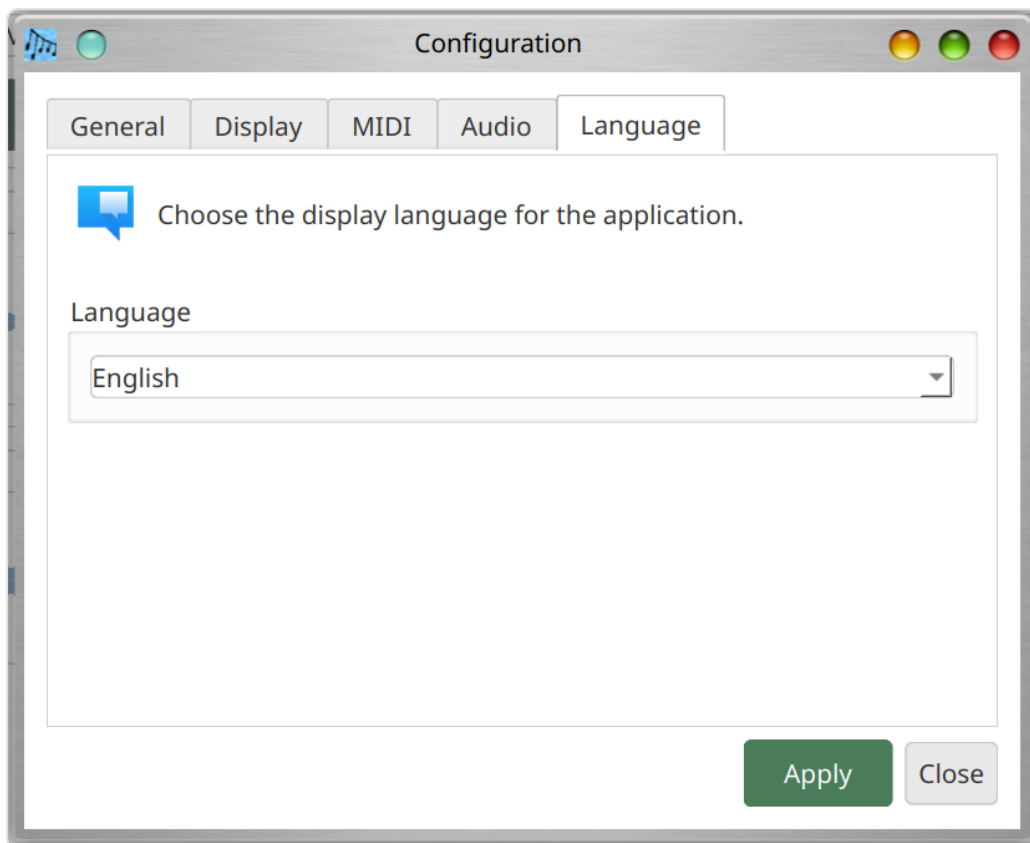 Configuration
General Display MIDI Audio Language
Choose the display language for the application.
Language
English
Apply Close